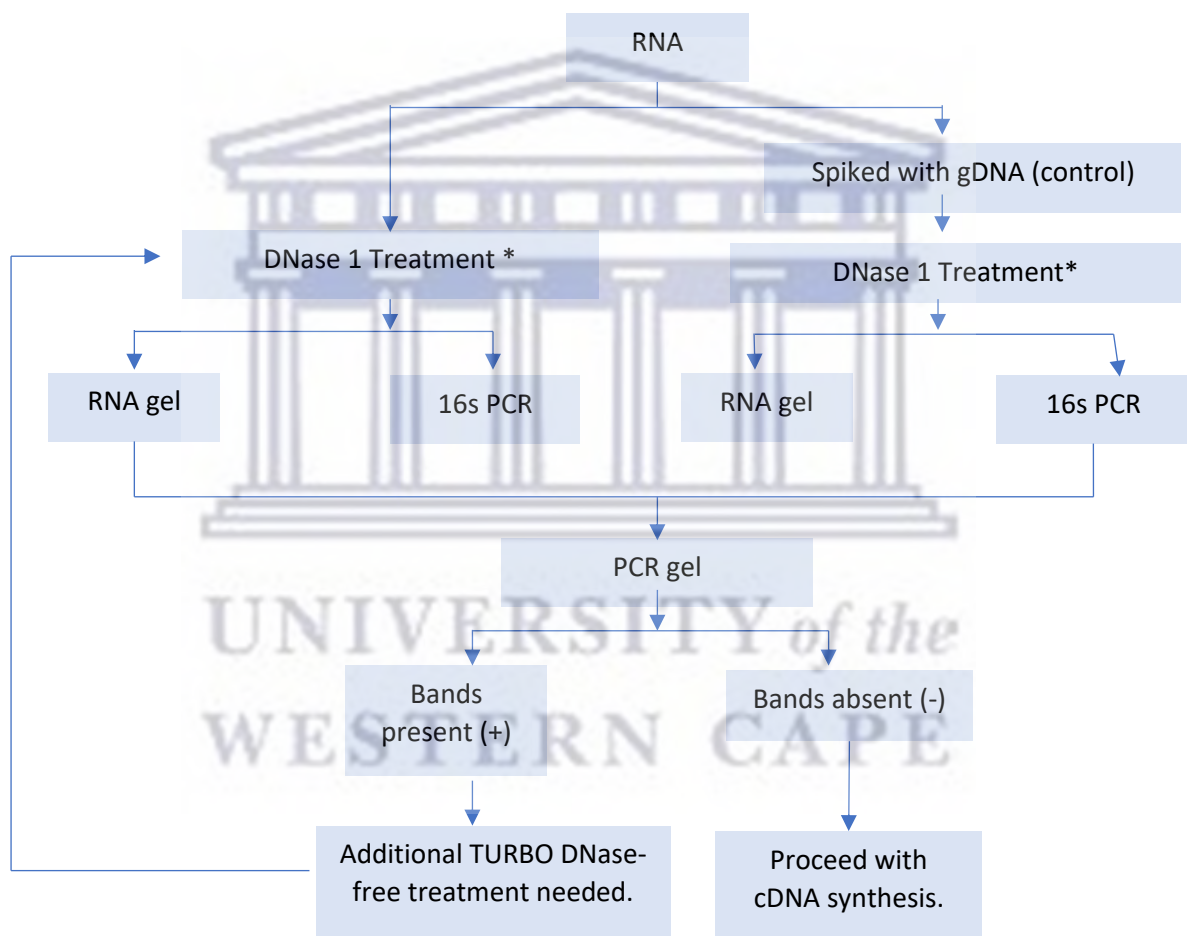 RNA
Spiked with gDNA (control)
DNase 1 Treatment *
DNase 1 Treatment*
RNA gel
16s PCR
RNA gel
16s PCR
PCR gel
UNIVERSITY of the
WESTERN CAPE
Bands
present (+)
Bands absent (-)
Additional TURBO DNase-
free treatment needed.
Proceed with
cDNA synthesis.